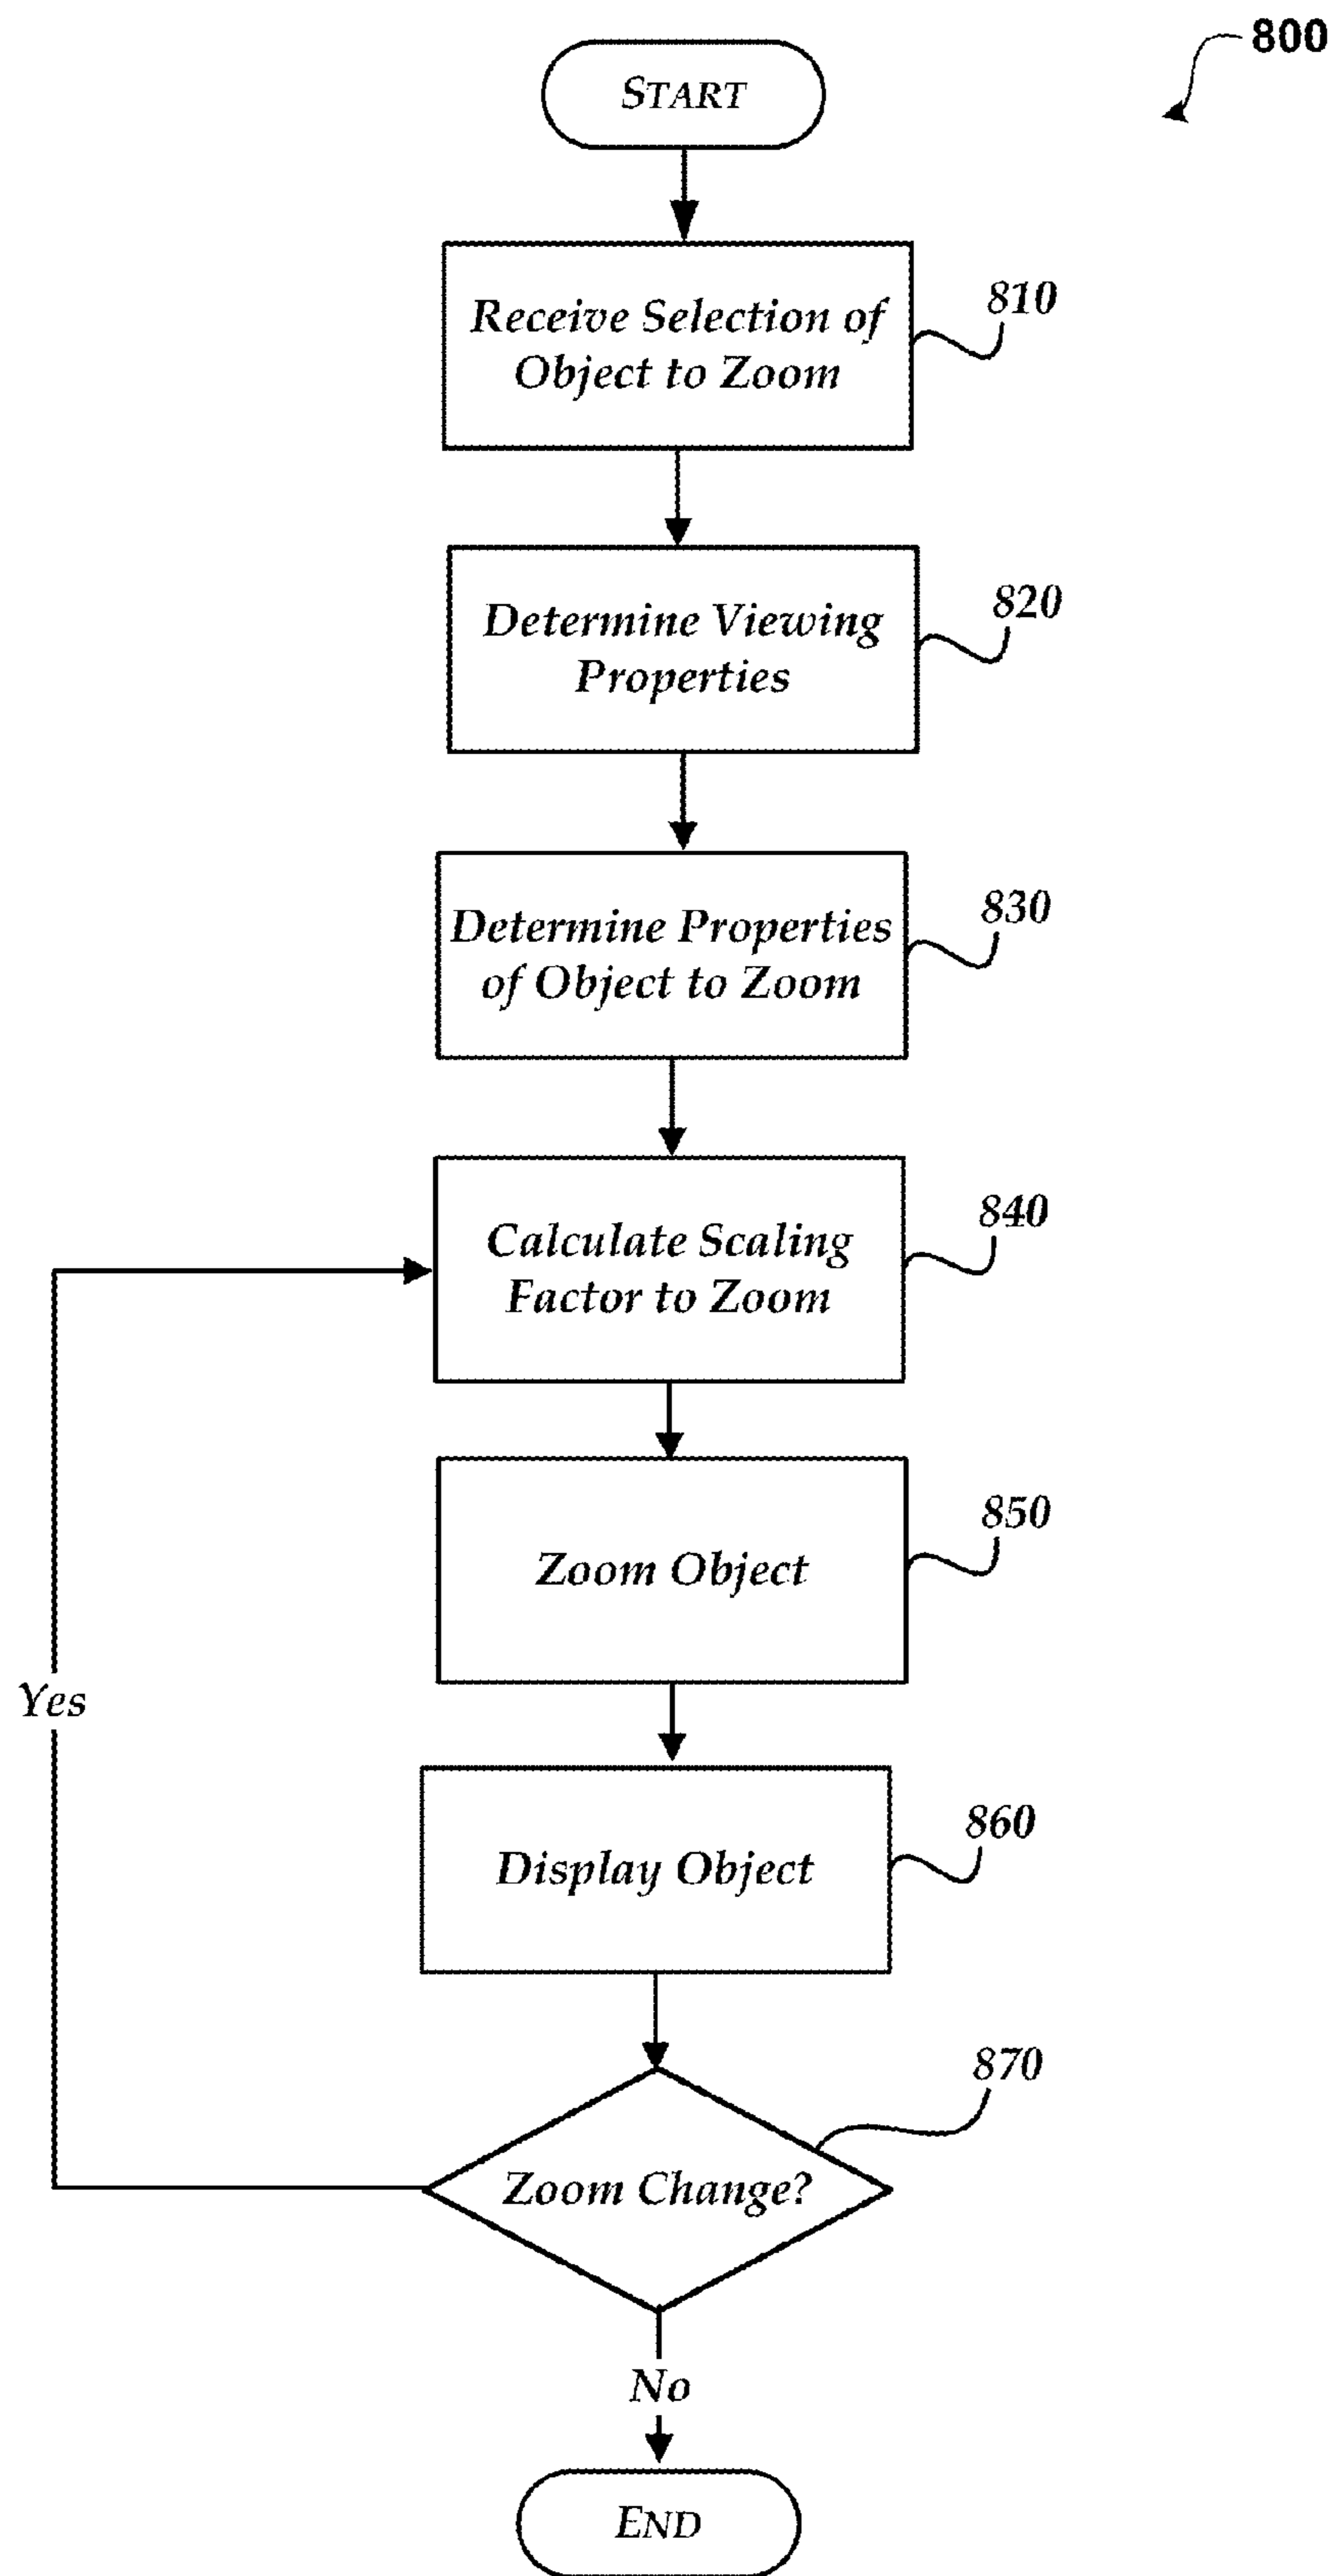 800
START
Receive Selection of
Object to Zoom
810
Determine Viewing
Properties
820
Determine Properties
of Object to Zoom
830
Calculate Scaling
Factor to Zoom
840
Zoom Object
850
Yes
Display Object
860
Zoom Change?
870
No
END